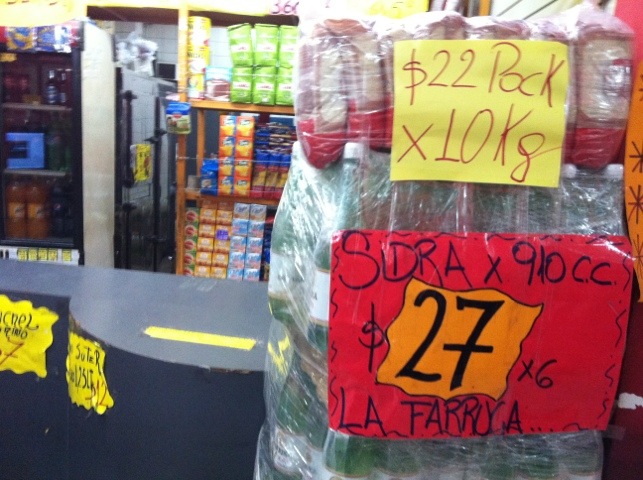 $22 Pack
x 10 Kg
SIDRA x 910 c.c.
$ 27 x6
LA FARRUCA...